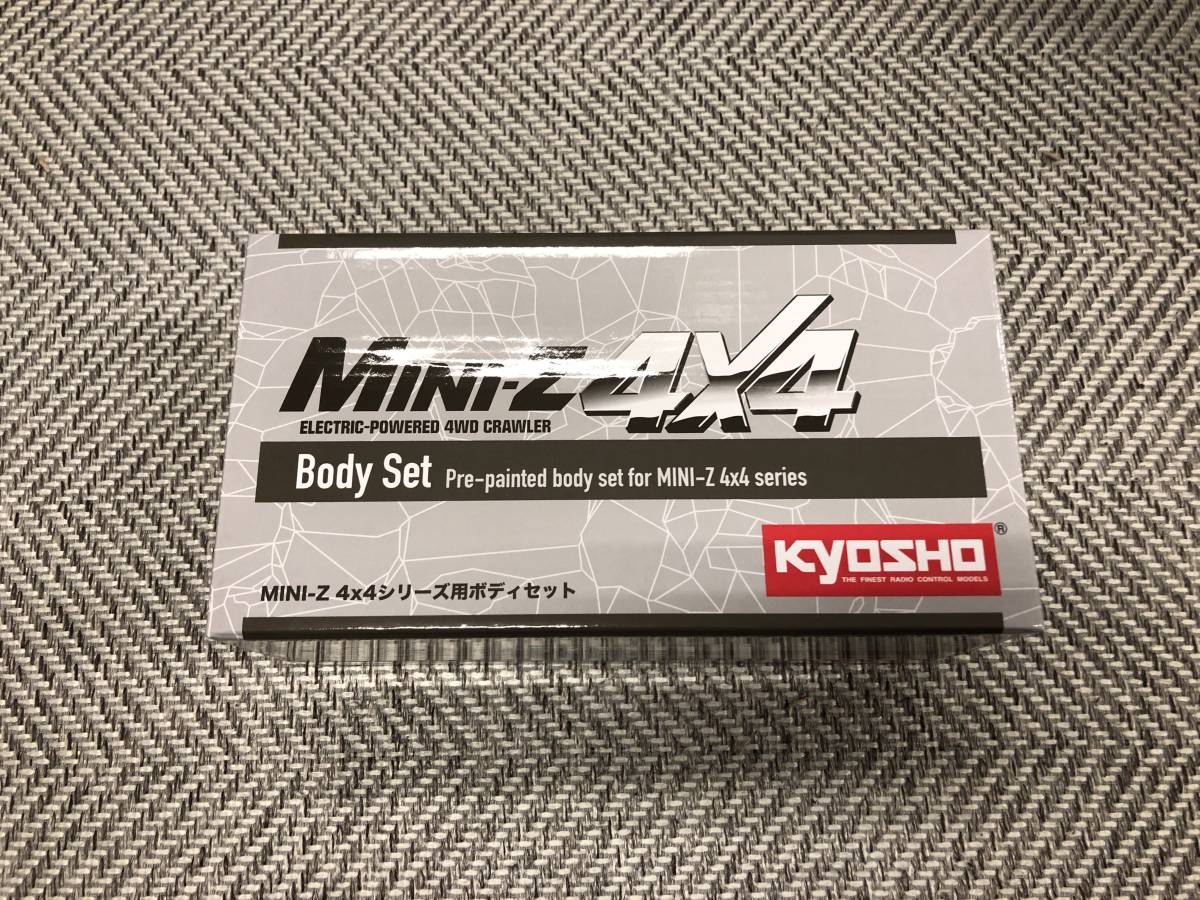 MINI-Z 4X4
ELECTRIC-POWERED 4WD CRAWLER
Body Set Pre-painted body set for MINI-Z 4x4 series
KYOSHO ®
THE FINEST RADIO CONTROL MODELS
MINI-Z 4x4シリーズ用ボディセット